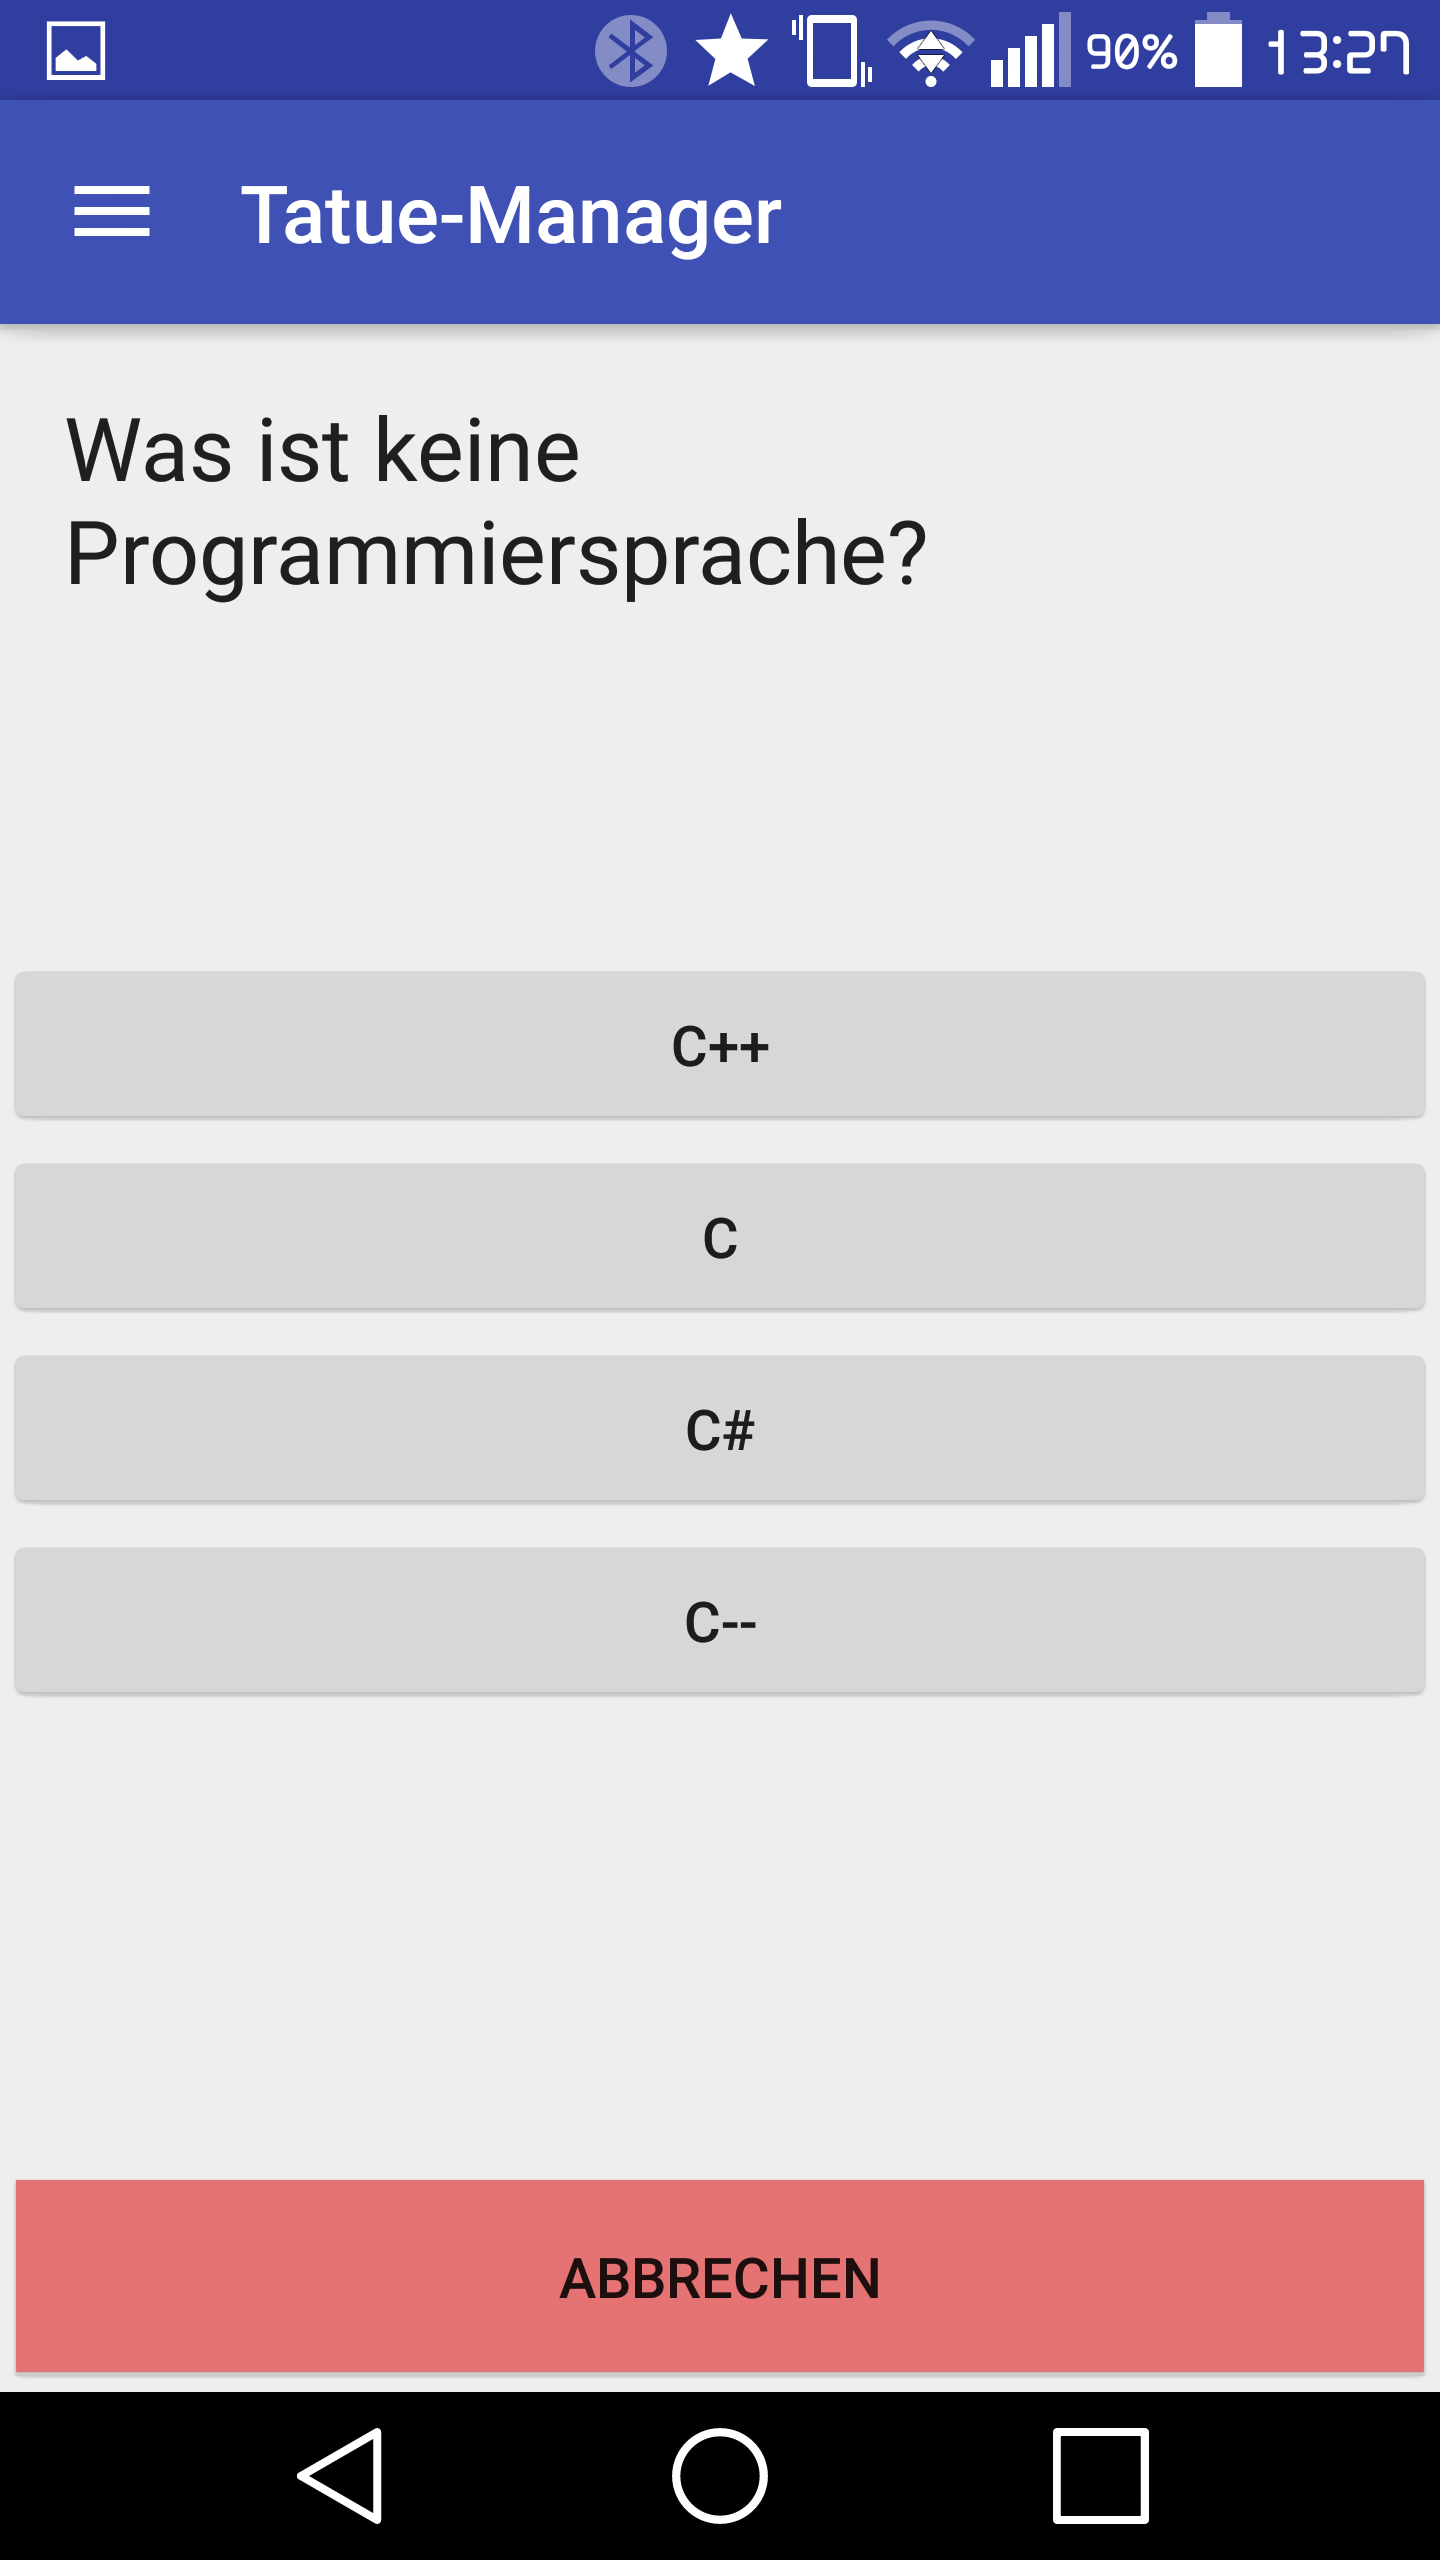 90% 13:27
Tatue-Manager
Was ist keine
Programmiersprache?
C++
C
C#
C--
ABBRECHEN